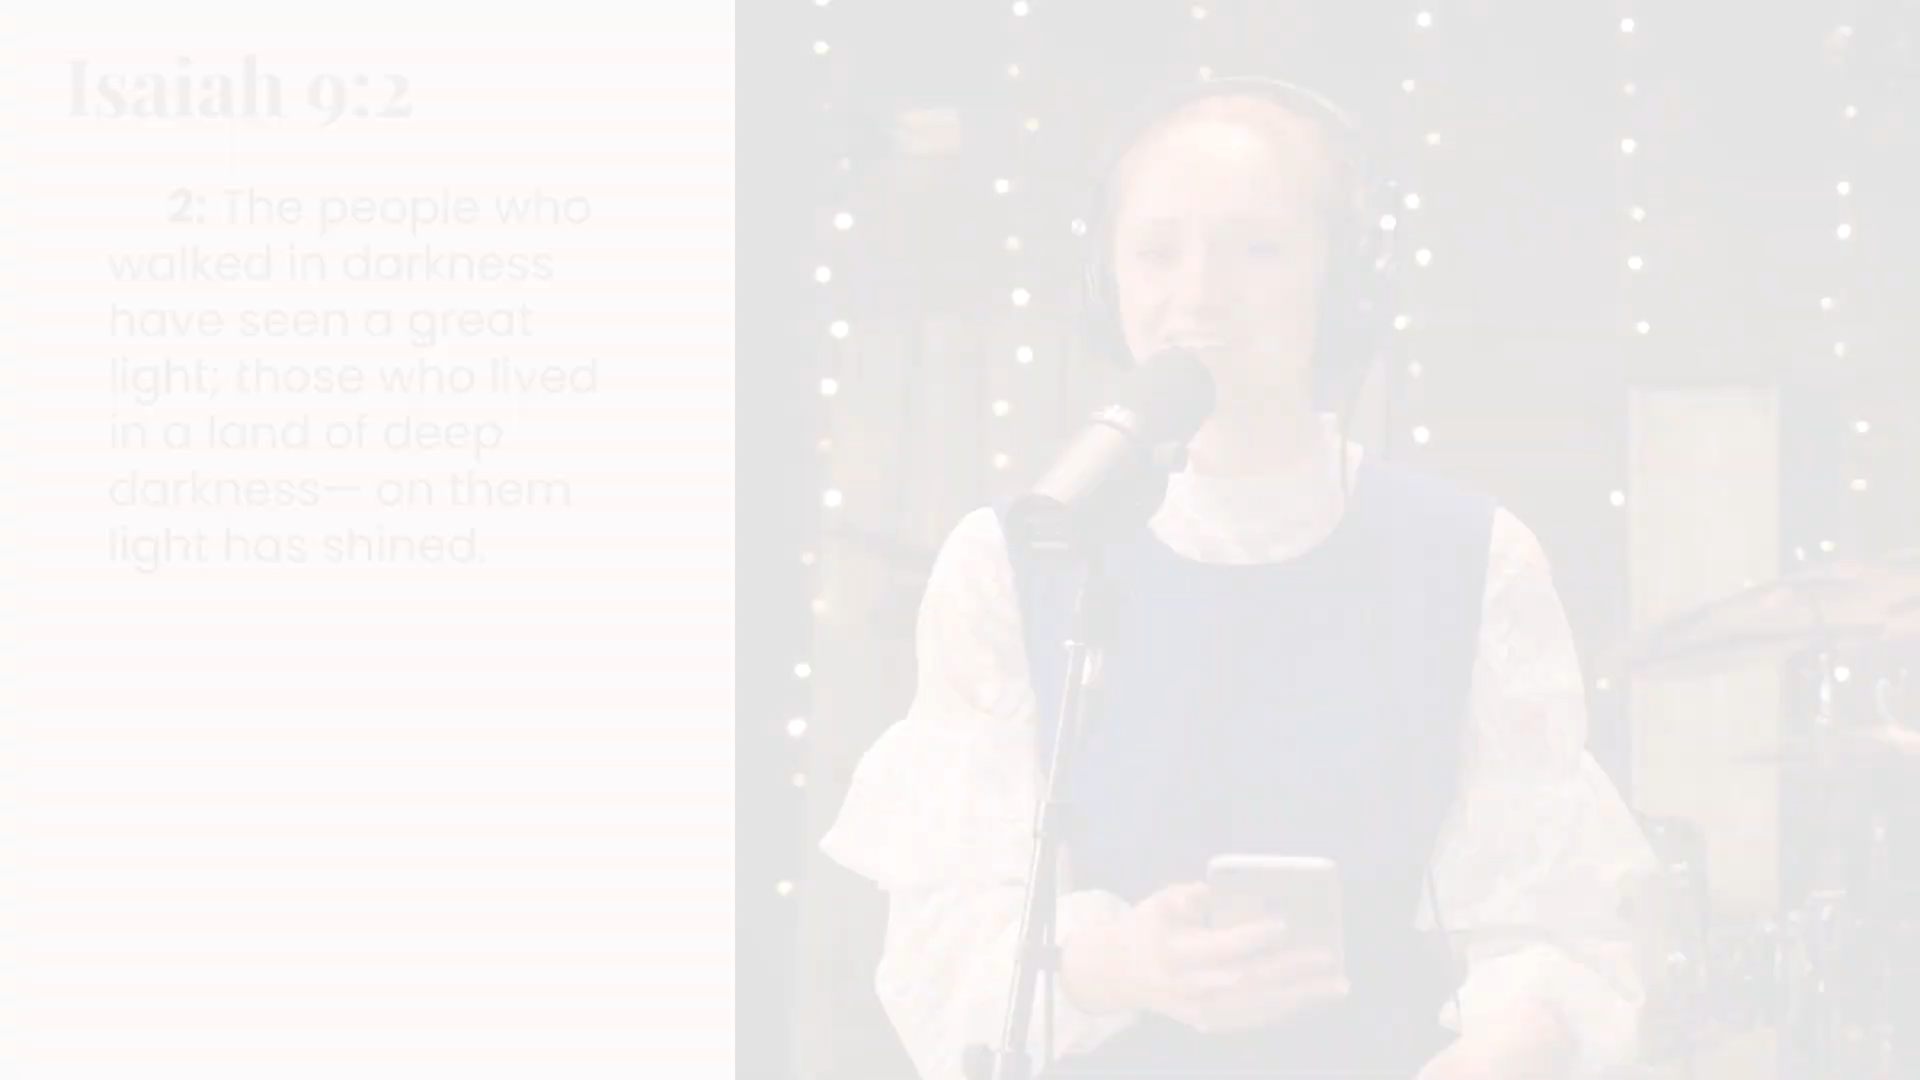 Isaiah 9:2
2: The people who
walked in darkness
have seen a great
light; those who lived
in a land of deep
darkness— on them
light has shined.